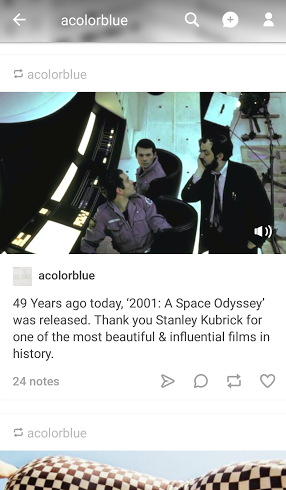 acolorblue
acolorblue
acolorblue
49 Years ago today, ‘2001: A Space Odyssey’
was released. Thank you Stanley Kubrick for
one of the most beautiful & influential films in
history.
24 notes
acolorblue